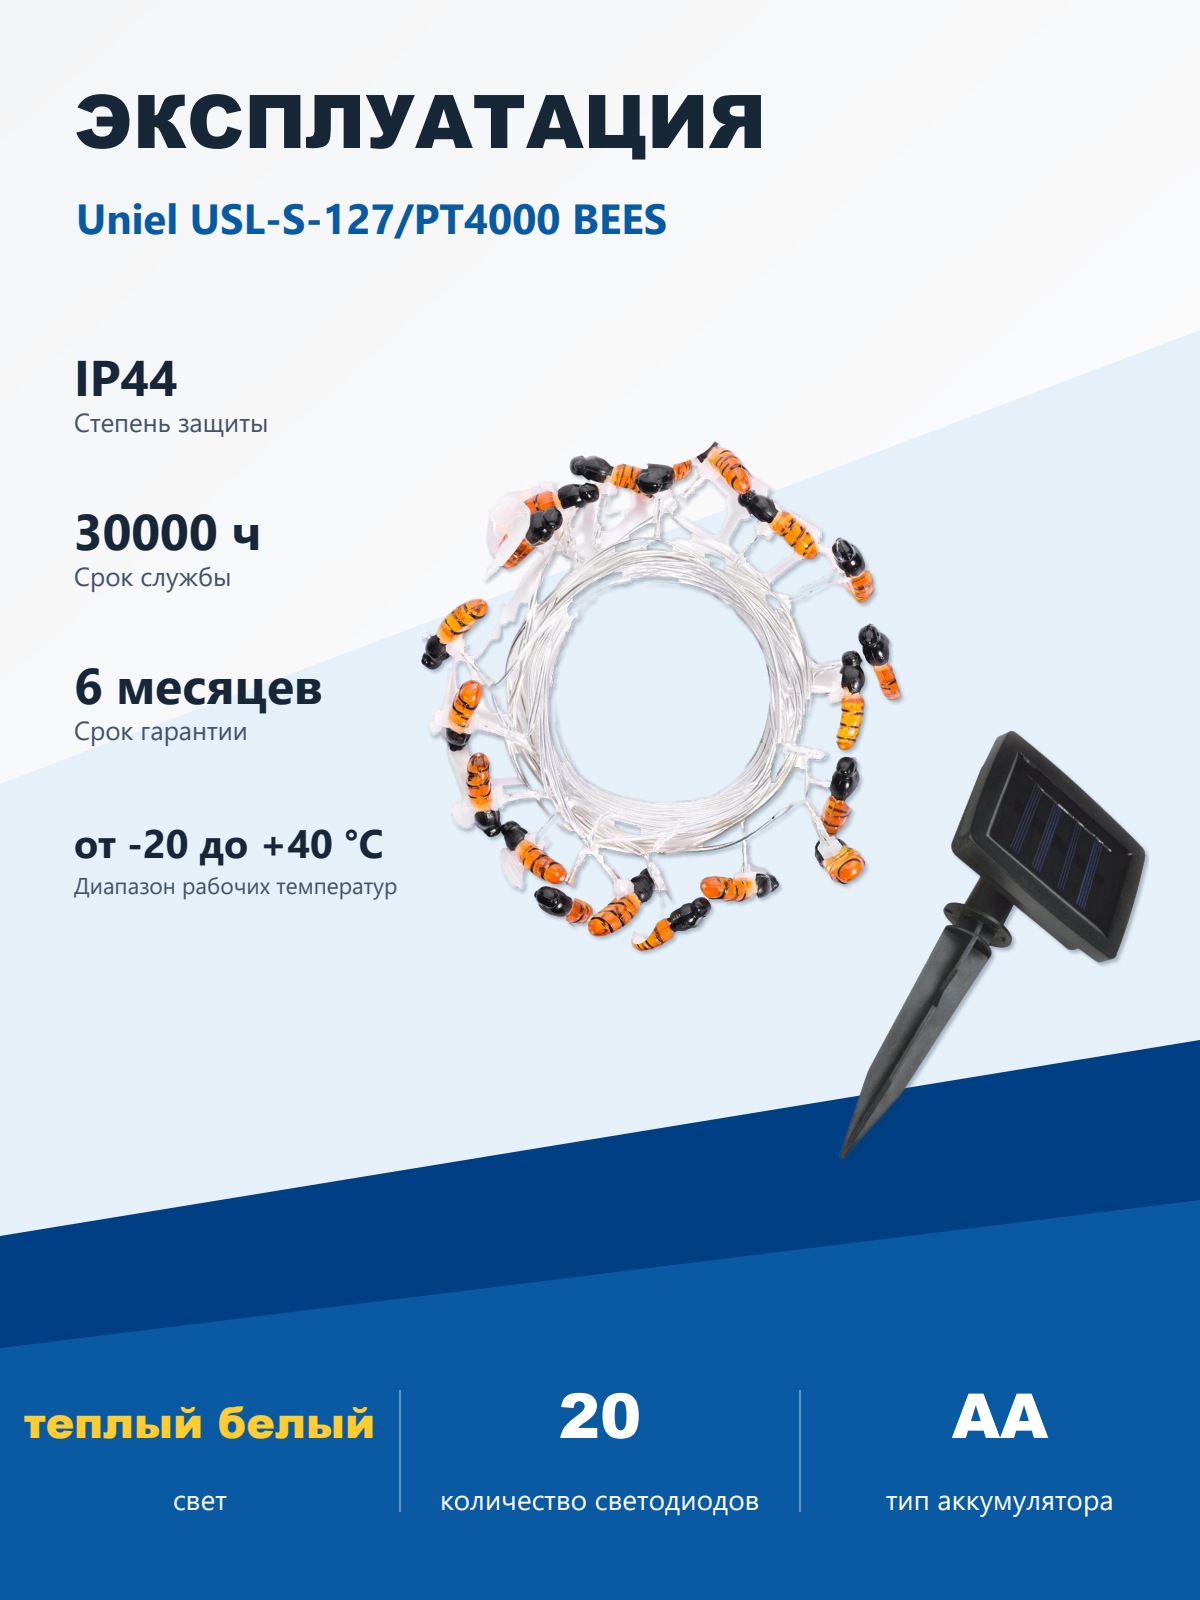 ЭКСПЛУАТАЦИЯ
Uniel USL-S-127/PT4000 BEES
IP44
Степень защиты
30000 ч
Срок службы
6 месяцев
Срок гарантии
от -20 до +40 °C
Диапазон рабочих температур
теплый белый
свет
20
количество светодиодов
AA
тип аккумулятора